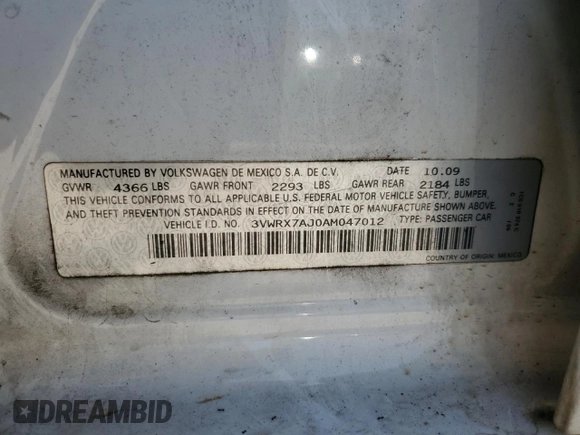 MANUFACTURED BY VOLKSWAGEN DE MEXICO S.A. DE C.V. DATE 10.09
GVWR 4366 LBS GAWR FRONT 2293 LBS GAWR REAR 2184 LBS
THIS VEHICLE CONFORMS TO ALL APPLICABLE U.S. FEDERAL MOTOR VEHICLE SAFETY, BUMPER,
AND THEFT PREVENTION STANDARDS IN EFFECT ON THE DATE OF MANUFACTURE SHOWN ABOVE.
VEHICLE I.D. NO. 3VWRX7AJ0AM047012 TYPE: PASSENGER CAR
COUNTRY OF ORIGIN: MEXICO
DREAMBID